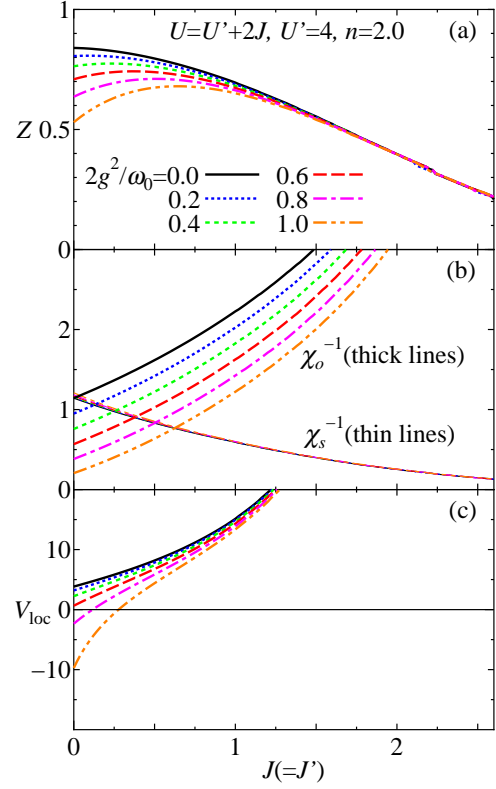 1
U=U'+2J, U'=4, n=2.0
(a)
Z 0.5
2g²/ω₀=0.0
0.6
0.2
0.8
0.4
1.0
0
(b)
2
χₒ⁻¹(thick lines)
1
χₛ⁻¹(thin lines)
0
(c)
10
V_loc 0
−10
0
1
2
J(=J')